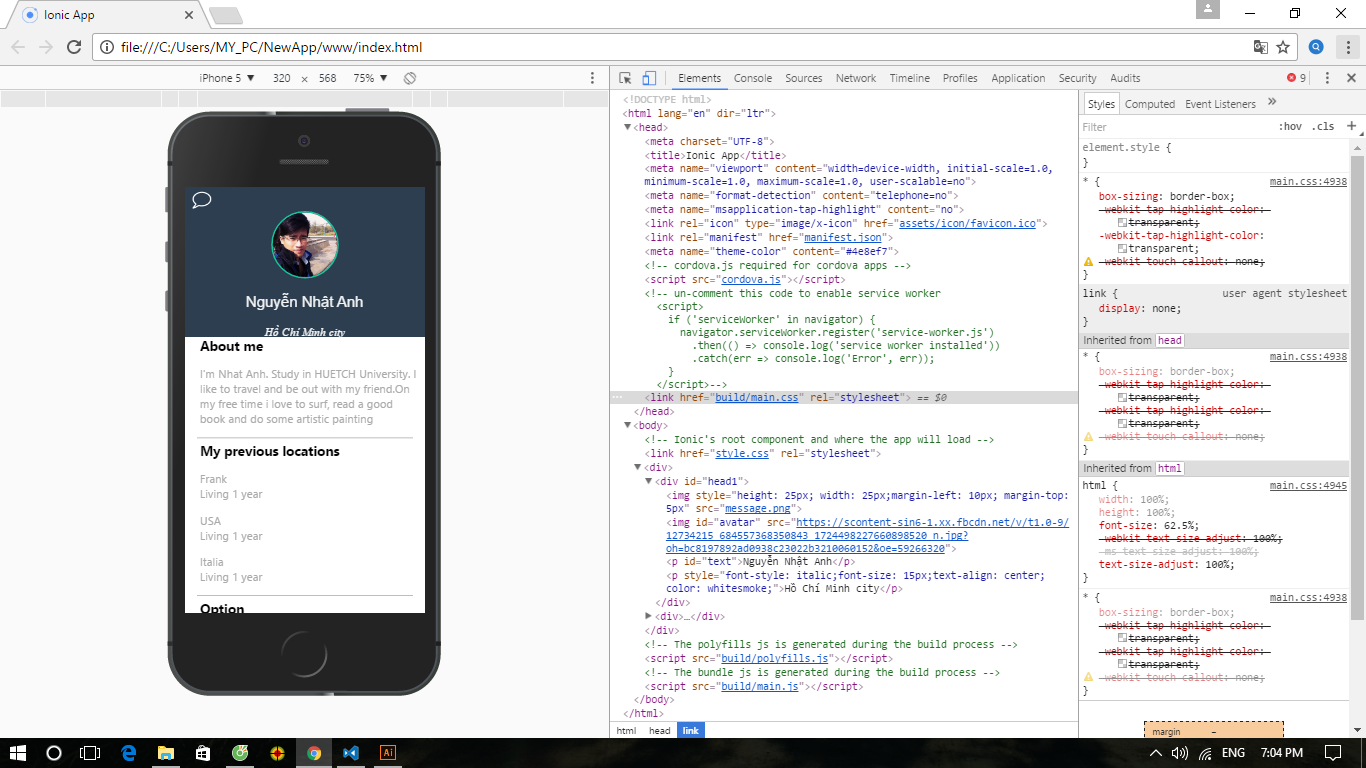 Ionic App
file:///C:/Users/MY_PC/NewApp/www/index.html
iPhone 5 ▼ 320 × 568 75% ▼
Elements Console Sources Network Timeline Profiles Application Security Audits 9
Nguyễn Nhật Anh
Hồ Chí Minh city
About me
I'm Nhat Anh. Study in HUETCH University. I
like to travel and be out with my friend.On
my free time i love to surf, read a good
book and do some artistic painting
My previous locations
Frank
Living 1 year
USA
Living 1 year
Italia
Living 1 year
Option
<!DOCTYPE html>
<html lang="en" dir="ltr">
▼<head>
<meta charset="UTF-8">
<title>Ionic App</title>
<meta name="viewport" content="width=device-width, initial-scale=1.0,
minimum-scale=1.0, maximum-scale=1.0, user-scalable=no">
<meta name="format-detection" content="telephone=no">
<meta name="msapplication-tap-highlight" content="no">
<link rel="icon" type="image/x-icon" href="assets/icon/favicon.ico">
<link rel="manifest" href="manifest.json">
<meta name="theme-color" content="#4e8ef7">
<!-- cordova.js required for cordova apps -->
<script src="cordova.js"></script>
<!-- un-comment this code to enable service worker
<script>
if ('serviceWorker' in navigator) {
navigator.serviceWorker.register('service-worker.js')
.then(() => console.log('service worker installed'))
.catch(err => console.log('Error', err));
}
</script>-->
… <link href="build/main.css" rel="stylesheet"> == $0
</head>
▼<body>
<!-- Ionic's root component and where the app will load -->
<link href="style.css" rel="stylesheet">
▼<div>
▼<div id="head1">
<img style="height: 25px; width: 25px;margin-left: 10px; margin-top:
5px" src="message.png">
<img id="avatar" src="https://scontent-sin6-1.xx.fbcdn.net/v/t1.0-9/
12734215_684557368350843_1724498227660898520_n.jpg?
oh=bc8197892ad0938c23022b3210060152&oe=59266320">
<p id="text">Nguyễn Nhật Anh</p>
<p style="font-style: italic;font-size: 15px;text-align: center;
color: whitesmoke;">Hồ Chí Minh city</p>
</div>
▶<div>…</div>
</div>
<!-- The polyfills js is generated during the build process -->
<script src="build/polyfills.js"></script>
<!-- The bundle js is generated during the build process -->
<script src="build/main.js"></script>
</body>
</html>
html head link
Styles Computed Event Listeners »
Filter :hov .cls +
element.style {
}
* { main.css:4938
box-sizing: border-box;
-webkit-tap-highlight-color:
transparent;
-webkit-tap-highlight-color:
transparent;
-webkit-touch-callout: none;
}
link { user agent stylesheet
display: none;
}
Inherited from head
* { main.css:4938
box-sizing: border-box;
-webkit-tap-highlight-color:
transparent;
-webkit-tap-highlight-color:
transparent;
-webkit-touch-callout: none;
}
Inherited from html
html { main.css:4945
width: 100%;
height: 100%;
font-size: 62.5%;
-webkit-text-size-adjust: 100%;
-ms-text-size-adjust: 100%;
text-size-adjust: 100%;
}
* { main.css:4938
box-sizing: border-box;
-webkit-tap-highlight-color:
transparent;
-webkit-tap-highlight-color:
transparent;
-webkit-touch-callout: none;
}
margin –
ENG 7:04 PM